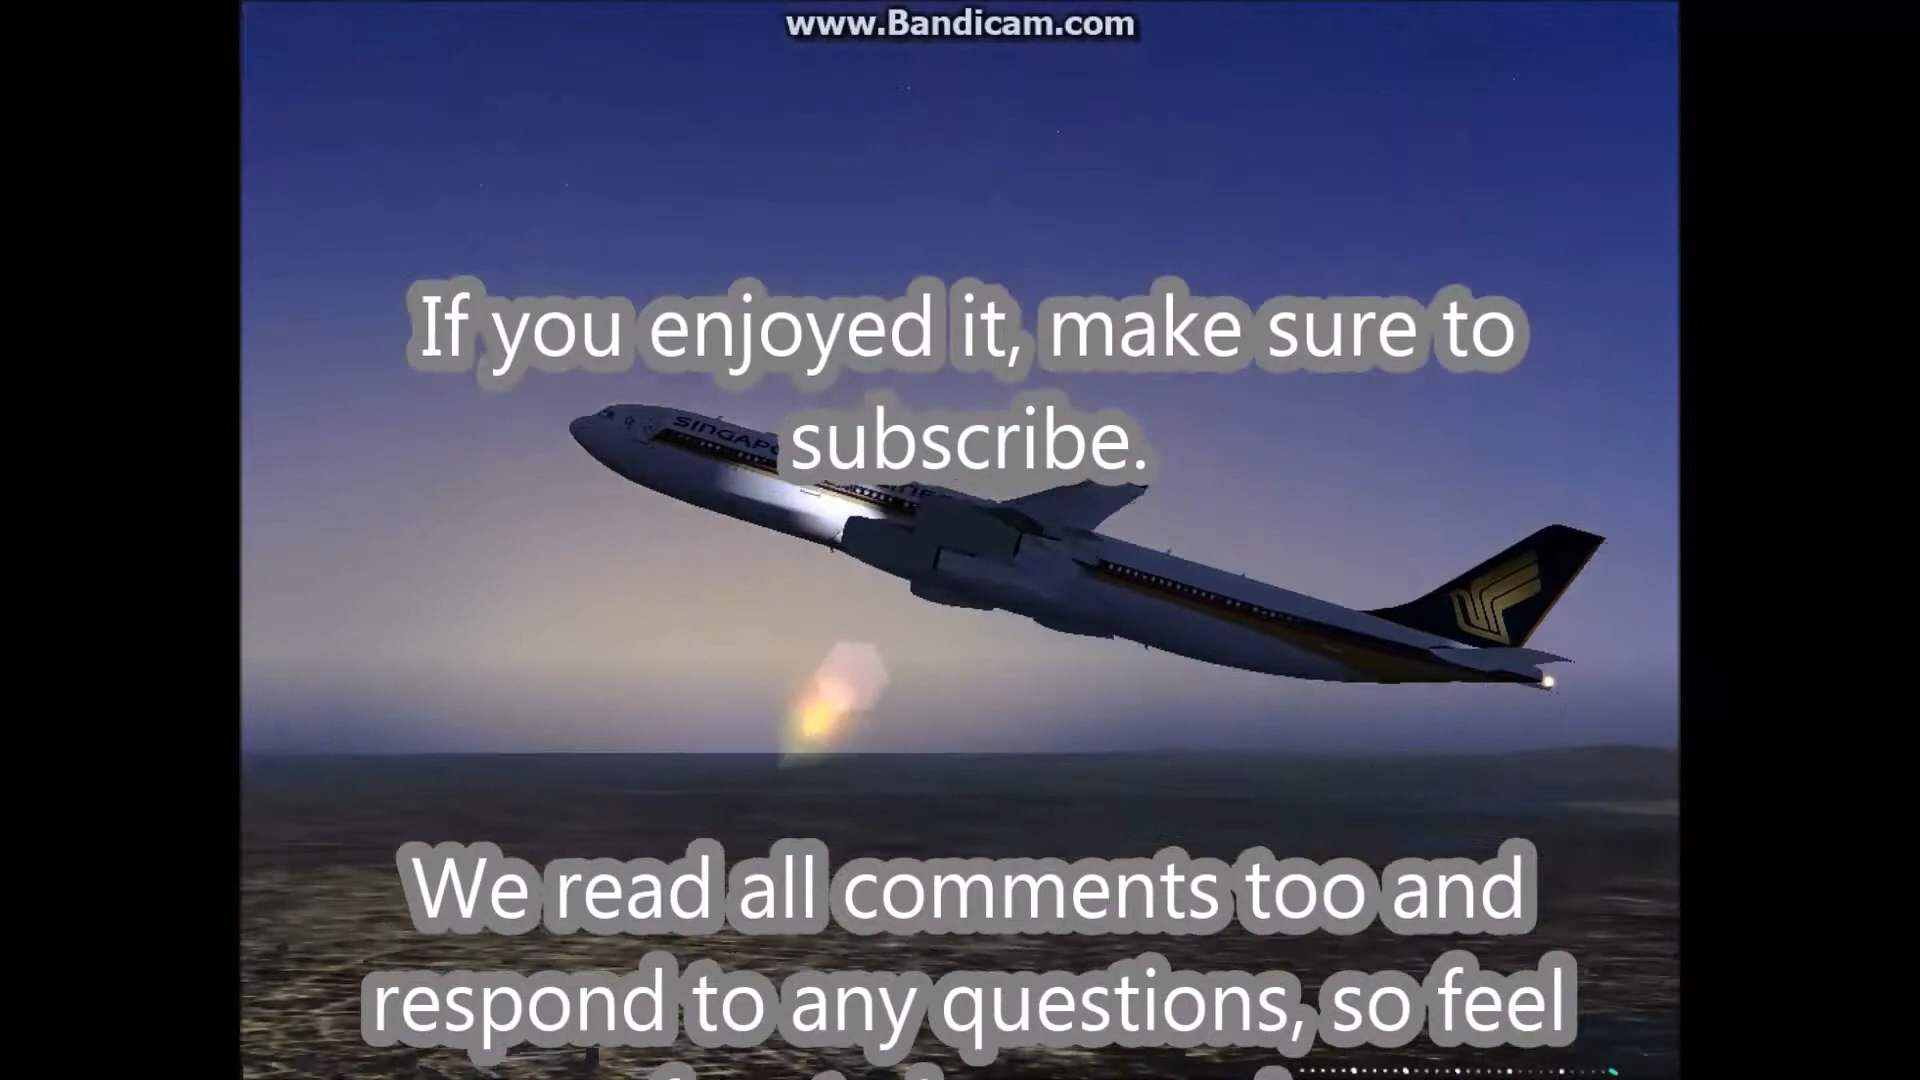 www.Bandicam.com
If you enjoyed it, make sure to
subscribe.
We read all comments too and
respond to any questions, so feel